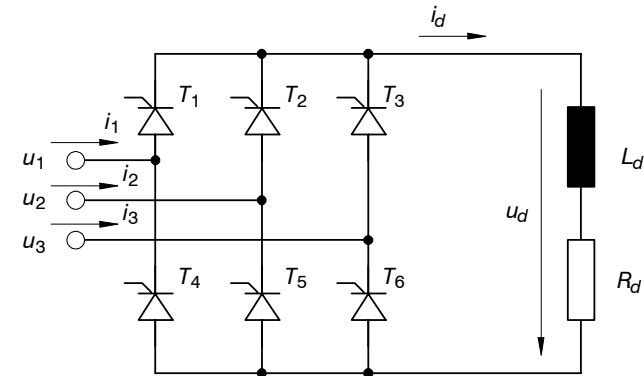 i_d
T_1 T_2 T_3
i_1
u_1
i_2
u_2
i_3
u_3
u_d
L_d
T_4 T_5 T_6
R_d